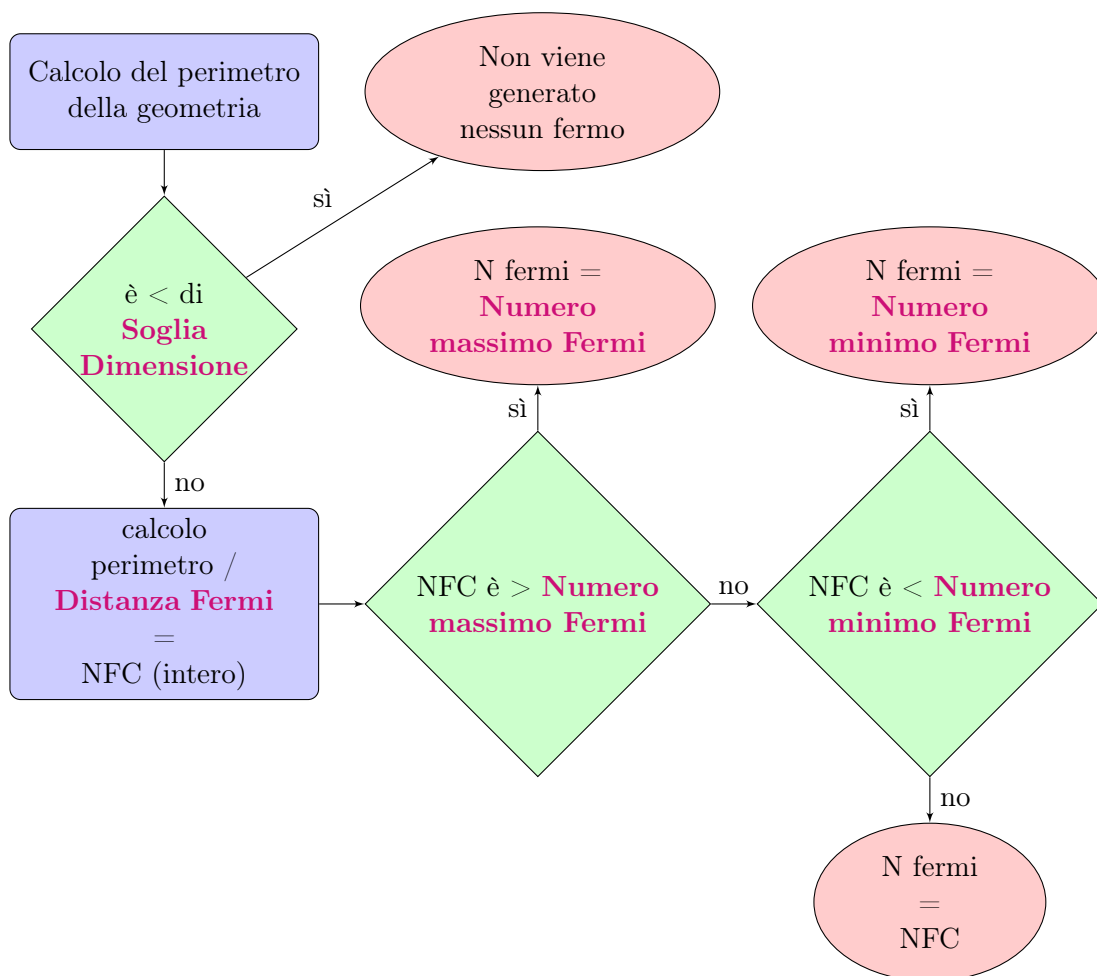 Calcolo del perimetro
della geometria
Non viene
generato
nessun fermo
sì
è < di
Soglia
Dimensione
N fermi =
Numero
massimo Fermi
N fermi =
Numero
minimo Fermi
sì
sì
no
calcolo
perimetro /
Distanza Fermi
=
NFC (intero)
NFC è > Numero
massimo Fermi
no
NFC è < Numero
minimo Fermi
no
N fermi
=
NFC